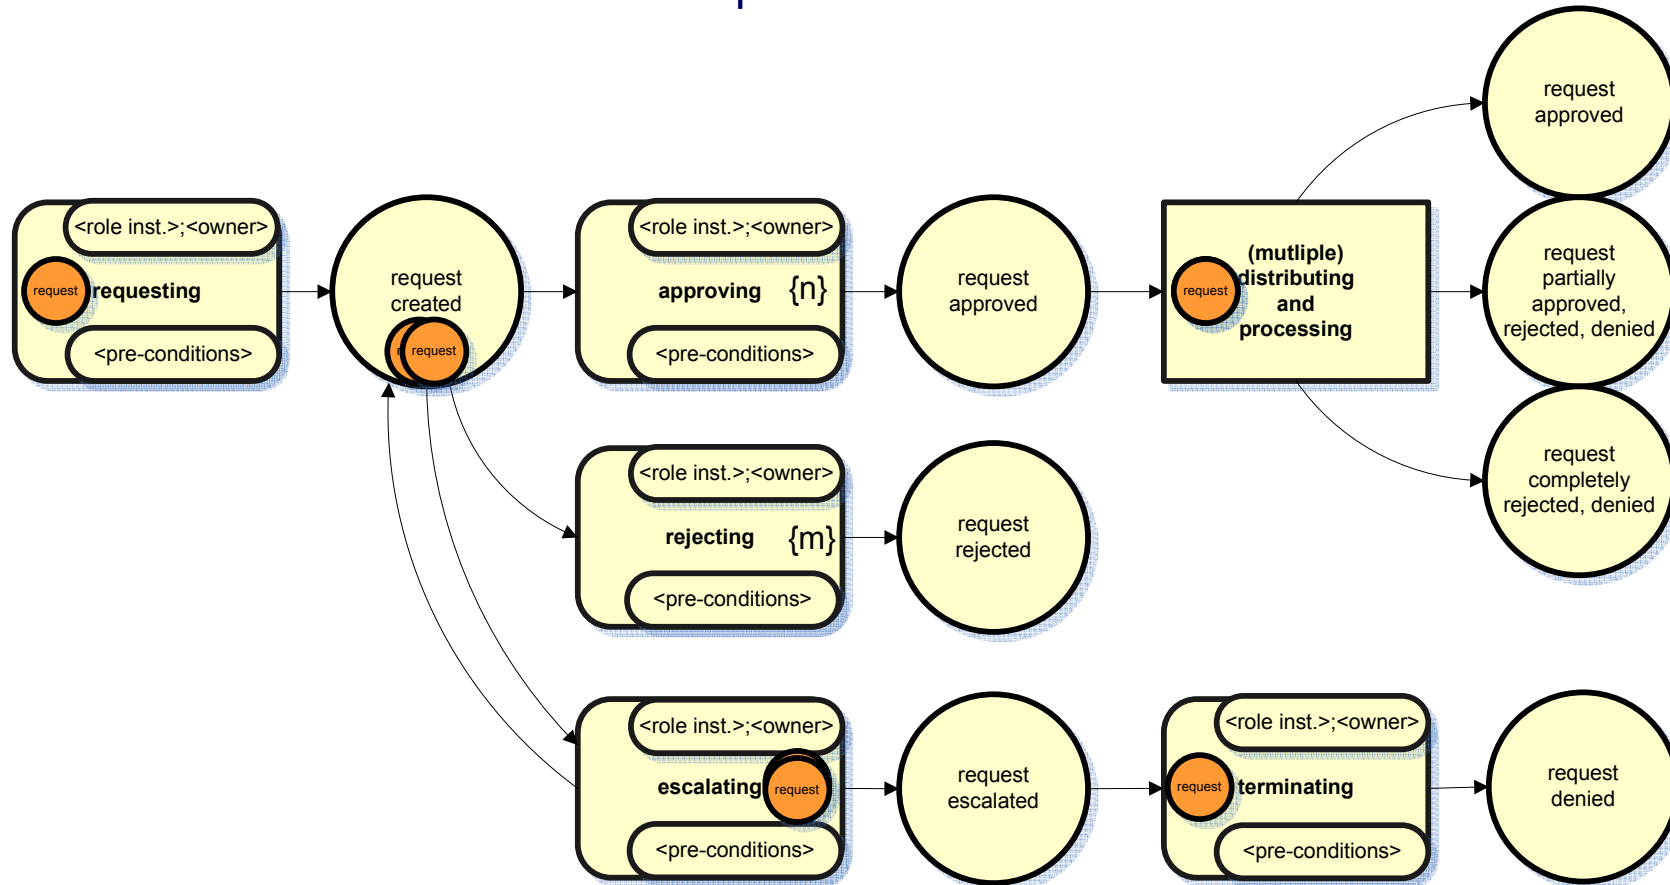 request
approved
<role inst.>;<owner>
request
requesting
<pre-conditions>
request
created
request
<role inst.>;<owner>
approving
{n}
<pre-conditions>
request
approved
(mutliple)
distributing
and
processing
request
request
partially
approved,
rejected, denied
request
completely
rejected, denied
<role inst.>;<owner>
rejecting
{m}
<pre-conditions>
request
rejected
<role inst.>;<owner>
escalating
request
<pre-conditions>
request
escalated
<role inst.>;<owner>
request
terminating
<pre-conditions>
request
denied